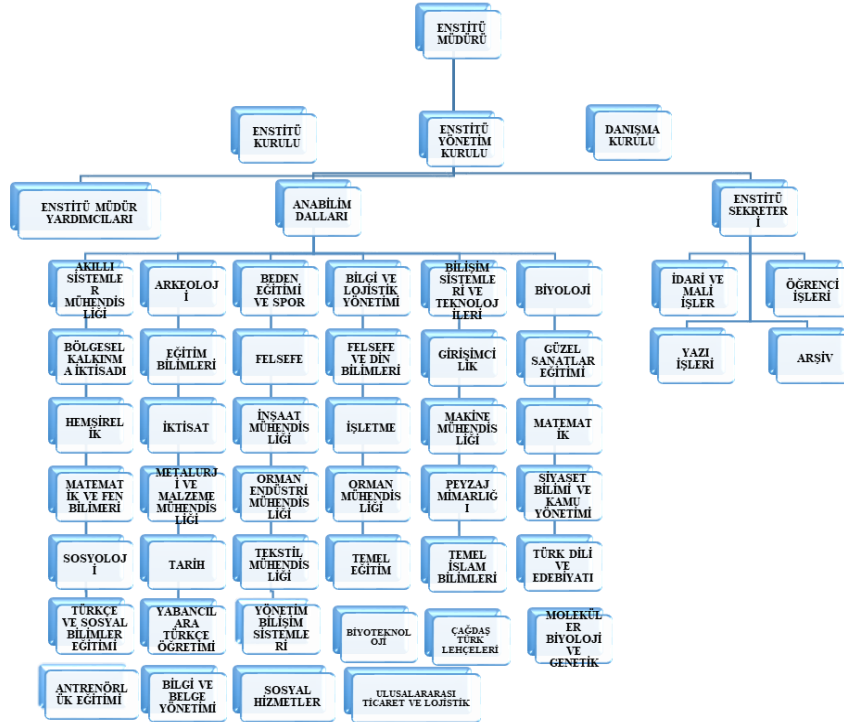 ENSTİTÜ
MÜDÜRÜ
ENSTİTÜ
KURULU
ENSTİTÜ
YÖNETİM
KURULU
DANIŞMA
KURULU
ENSTİTÜ MÜDÜR
YARDIMCILARI
ANABİLİM
DALLARI
ENSTİTÜ
SEKRETER
İ
AKILLI
SİSTEMLE
R
MÜHENDİS
LİĞİ
ARKEOLOJ
İ
BEDEN
EĞİTİMİ
VE SPOR
BİLGİ VE
LOJİSTİK
YÖNETİMİ
BİLİŞİM
SİSTEMLE
Rİ VE
TEKNOLOJ
İLERİ
BİYOLOJİ
İDARİ VE
MALİ
İŞLER
ÖĞRENCİ
İŞLERİ
BÖLGESEL
KALKINM
A İKTİSADI
EĞİTİM
BİLİMLERİ
FELSEFE
FELSEFE
VE DİN
BİLİMLERİ
GİRİŞİMCİ
LİK
GÜZEL
SANATLAR
EĞİTİMİ
YAZI
İŞLERİ
ARŞİV
HEMŞİREL
İK
İKTİSAT
İNŞAAT
MÜHENDİS
LİĞİ
İŞLETME
MAKİNE
MÜHENDİS
LİĞİ
MATEMAT
İK
MATEMAT
İK VE FEN
BİLİMERİ
METALURJ
İ VE
MALZEME
MÜHENDİS
LİĞİ
ORMAN
ENDÜSTRİ
MÜHENDİS
LİĞİ
ORMAN
MÜHENDİS
LİĞİ
PEYZAJ
MİMARLIĞ
I
SİYASET
BİLİMİ VE
KAMU
YÖNETİMİ
SOSYOLOJ
İ
TARİH
TEKSTİL
MÜHENDİS
LİĞİ
TEMEL
EĞİTİM
TEMEL
İSLAM
BİLİMLERİ
TÜRK DİLİ
VE
EDEBİYATI
TÜRKÇE
VE SOSYAL
BİLİMLER
EĞİTİMİ
YABANCIL
ARA
TÜRKÇE
ÖĞRETİMİ
YÖNETİM
BİLİŞİM
SİSTEMLE
Rİ
BİYOTEKNOL
OJİ
ÇAĞDAŞ
TÜRK
LEHÇELERİ
MOLEKÜL
ER
BİYOLOJİ
VE
GENETİK
ANTRENÖRL
ÜK EĞİTİMİ
BİLGİ VE
BELGE
YÖNETİMİ
SOSYAL
HİZMETLER
ULUSALARARASI
TİCARET VE LOJİSTİK